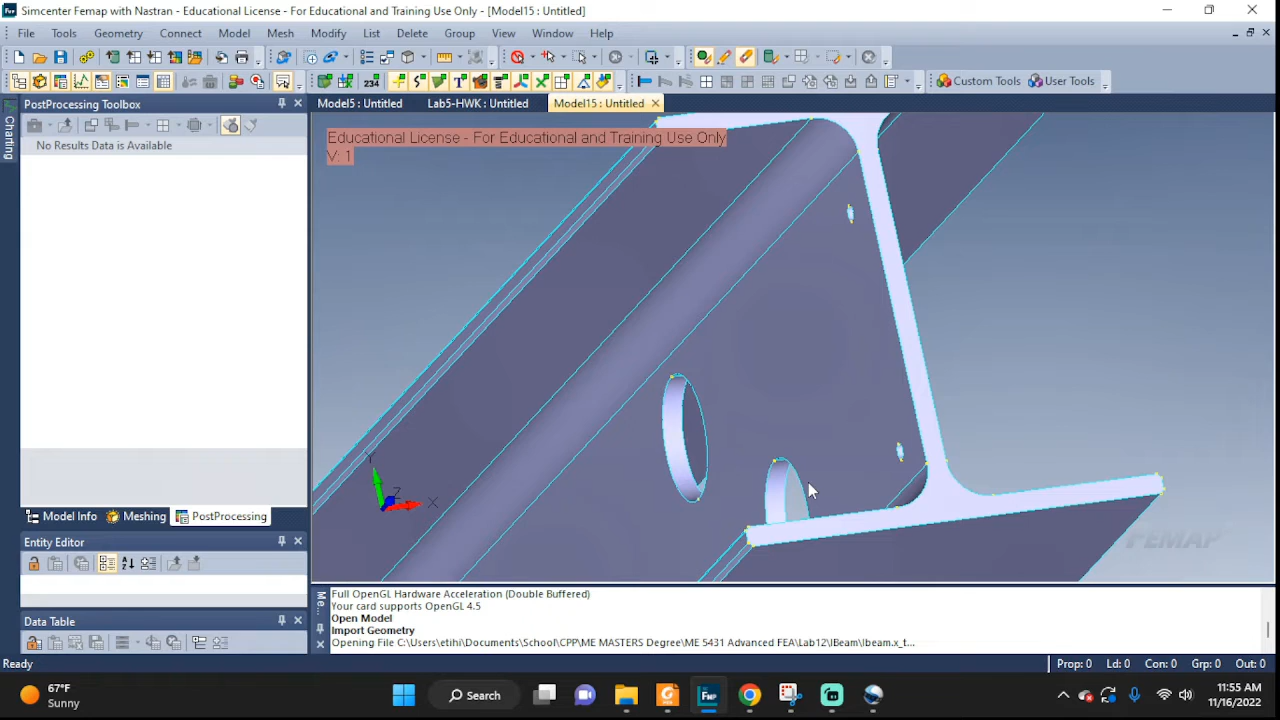 Simcenter Femap with Nastran - Educational License - For Educational and Training Use Only - [Model15 : Untitled]
File Tools Geometry Connect Model Mesh Modify List Delete Group View Window Help
234
T
Custom Tools User Tools
PostProcessing Toolbox
Model5 : Untitled Lab5-HWK : Untitled Model15 : Untitled
Charting
No Results Data is Available
Educational License - For Educational and Training Use Only
V: 1
Y
Z
X
FEMAP
Model Info Meshing PostProcessing
Entity Editor
Data Table
Me...
Full OpenGL Hardware Acceleration (Double Buffered)
Your card supports OpenGL 4.5
Open Model
Import Geometry
Opening File C:\Users\etihi\Documents\School\CPP\ME MASTERS Degree\ME 5431 Advanced FEA\Lab12\IBeam\Ibeam.x_t...
Ready
Prop: 0 Ld: 0 Con: 0 Grp: 0 Out: 0
67°F
Sunny
Search
11:55 AM
11/16/2022